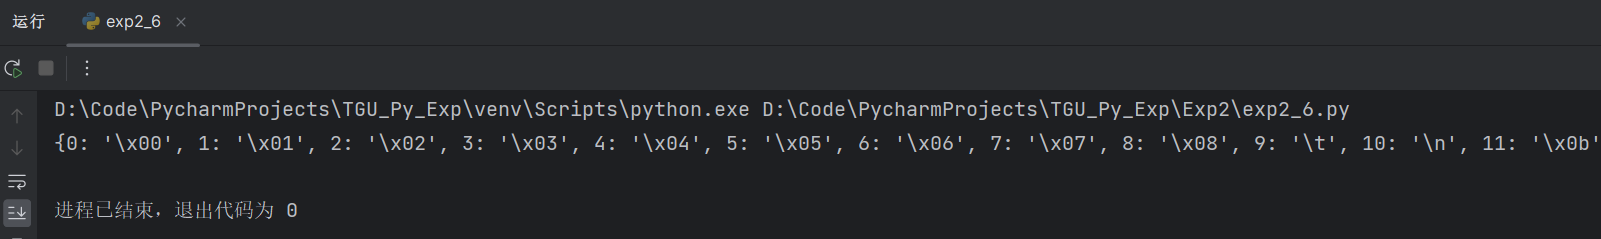 运行 exp2_6
D:\Code\PycharmProjects\TGU_Py_Exp\venv\Scripts\python.exe D:\Code\PycharmProjects\TGU_Py_Exp\Exp2\exp2_6.py
{0: '\x00', 1: '\x01', 2: '\x02', 3: '\x03', 4: '\x04', 5: '\x05', 6: '\x06', 7: '\x07', 8: '\x08', 9: '\t', 10: '\n', 11: '\x0b'
进程已结束，退出代码为 0